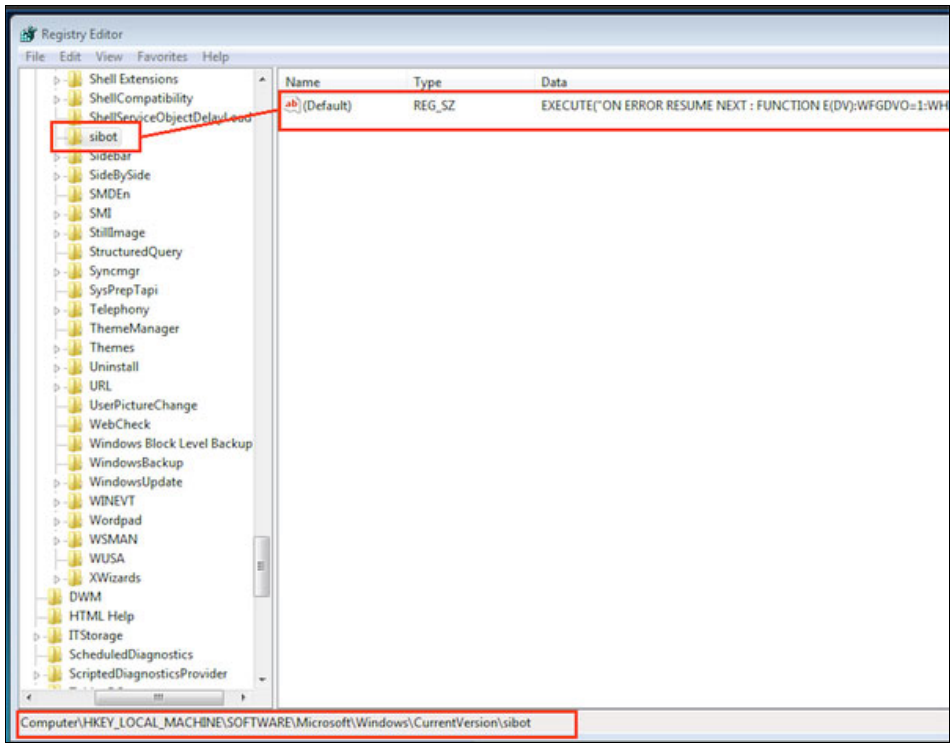 Registry Editor
File Edit View Favorites Help
Name Type Data
Shell Extensions
ShellCompatibility
ShellServiceObjectDelayLoad
sibot
Sidebar
SideBySide
SMDEn
SMI
StillImage
StructuredQuery
Syncmgr
SysPrepTapi
Telephony
ThemeManager
Themes
Uninstall
URL
UserPictureChange
WebCheck
Windows Block Level Backup
WindowsBackup
WindowsUpdate
WINEVT
Wordpad
WSMAN
WUSA
XWizards
DWM
HTML Help
ITStorage
ScheduledDiagnostics
ScriptedDiagnosticsProvider
ab (Default) REG_SZ EXECUTE("ON ERROR RESUME NEXT : FUNCTION E(DV):WFGDVO=1:WH
Computer\HKEY_LOCAL_MACHINE\SOFTWARE\Microsoft\Windows\CurrentVersion\sibot